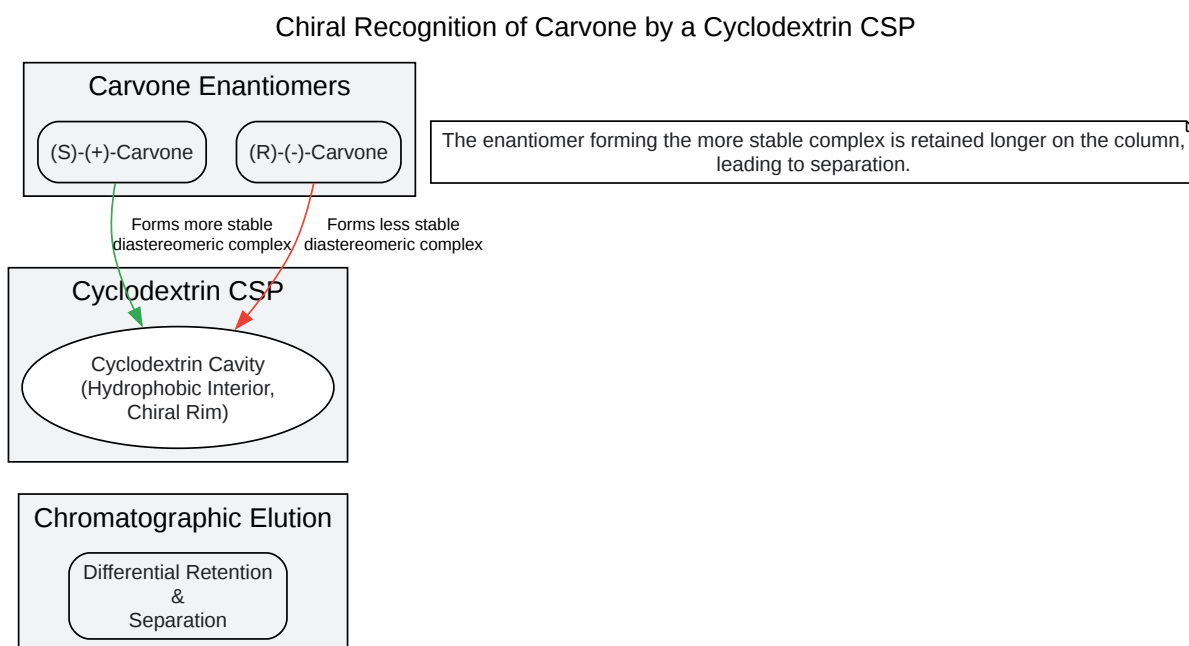 Chiral Recognition of Carvone by a Cyclodextrin CSP
Carvone Enantiomers
(S)-(+)-Carvone
(R)-(-)-Carvone
The enantiomer forming the more stable complex is retained longer on the column,
leading to separation.
Forms more stable
diastereomeric complex
Forms less stable
diastereomeric complex
Cyclodextrin CSP
Cyclodextrin Cavity
(Hydrophobic Interior,
Chiral Rim)
Chromatographic Elution
Differential Retention
&
Separation